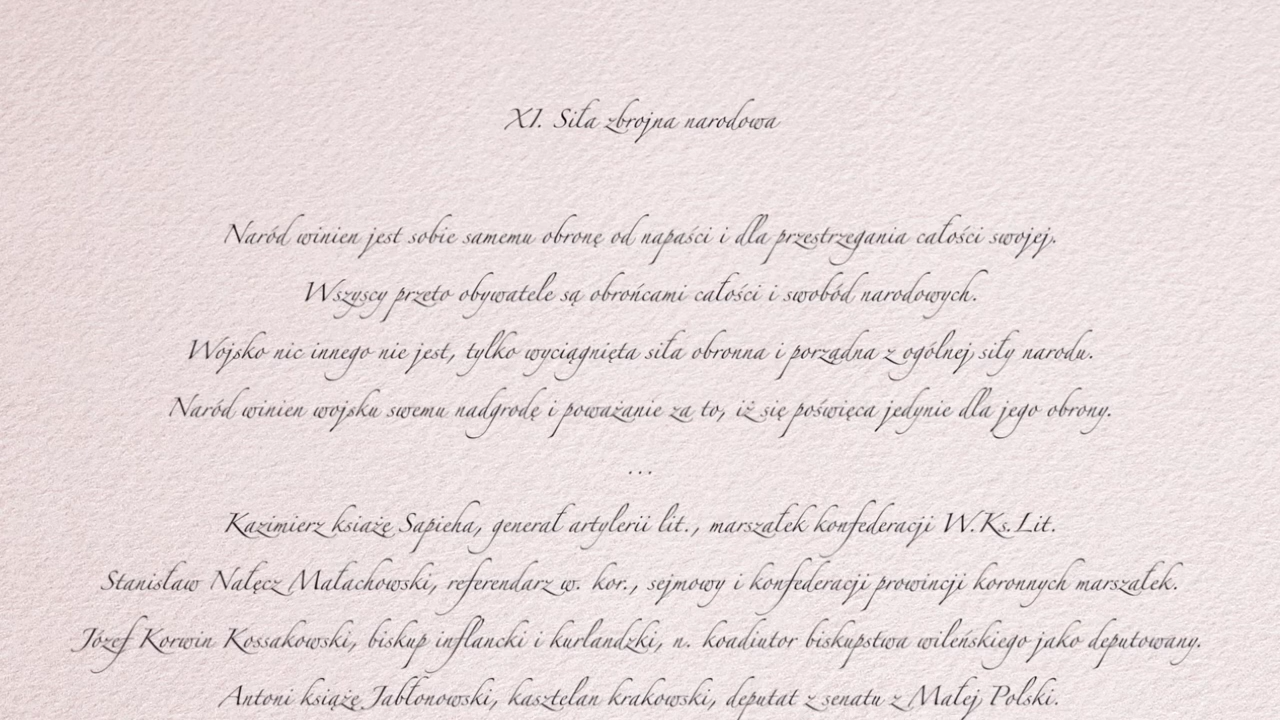 XI. Siła zbrojna narodowa
Naród winien jest sobie samemu obronę od napaści i dla przestrzegania całości swojej.
Wszyscy przeto obywatele są obrońcami całości i swobód narodowych.
Wojsko nic innego nie jest, tylko wyciągnięta siła obronna i porządna z ogólnej siły narodu.
Naród winien wojsku swemu nadgrodę i poważanie za to, iż się poświęca jedynie dla jego obrony.
...
Kazimierz książę Sapieha, generał artylerii lit., marszałek konfederacji W.Ks.Lit.
Stanisław Nałęcz Małachowski, referendarz w. kor., sejmowy i konfederacji prowincji koronnych marszałek.
Józef Korwin Kossakowski, biskup inflancki i kurlandzki, n. koadiutor biskupstwa wileńskiego jako deputowany.
Antoni książę Jabłonowski, kasztelan krakowski, deputat z senatu z Małej Polski.